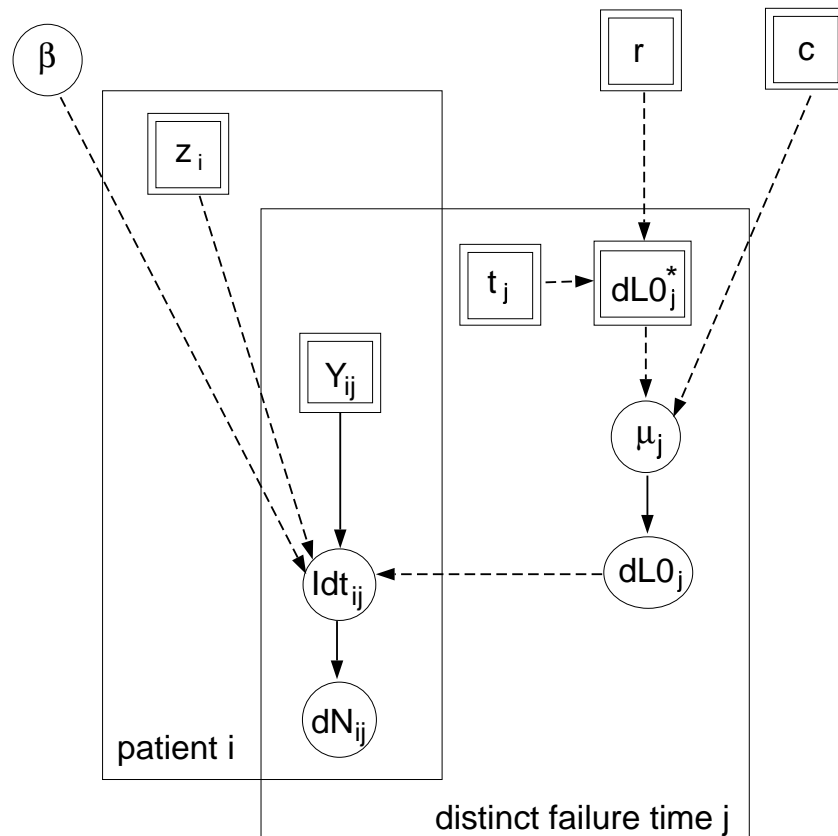 β
r
c
z i
t j
dL0 * j
Y ij
μ j
Idt ij
dL0 j
dN ij
patient i
distinct failure time j